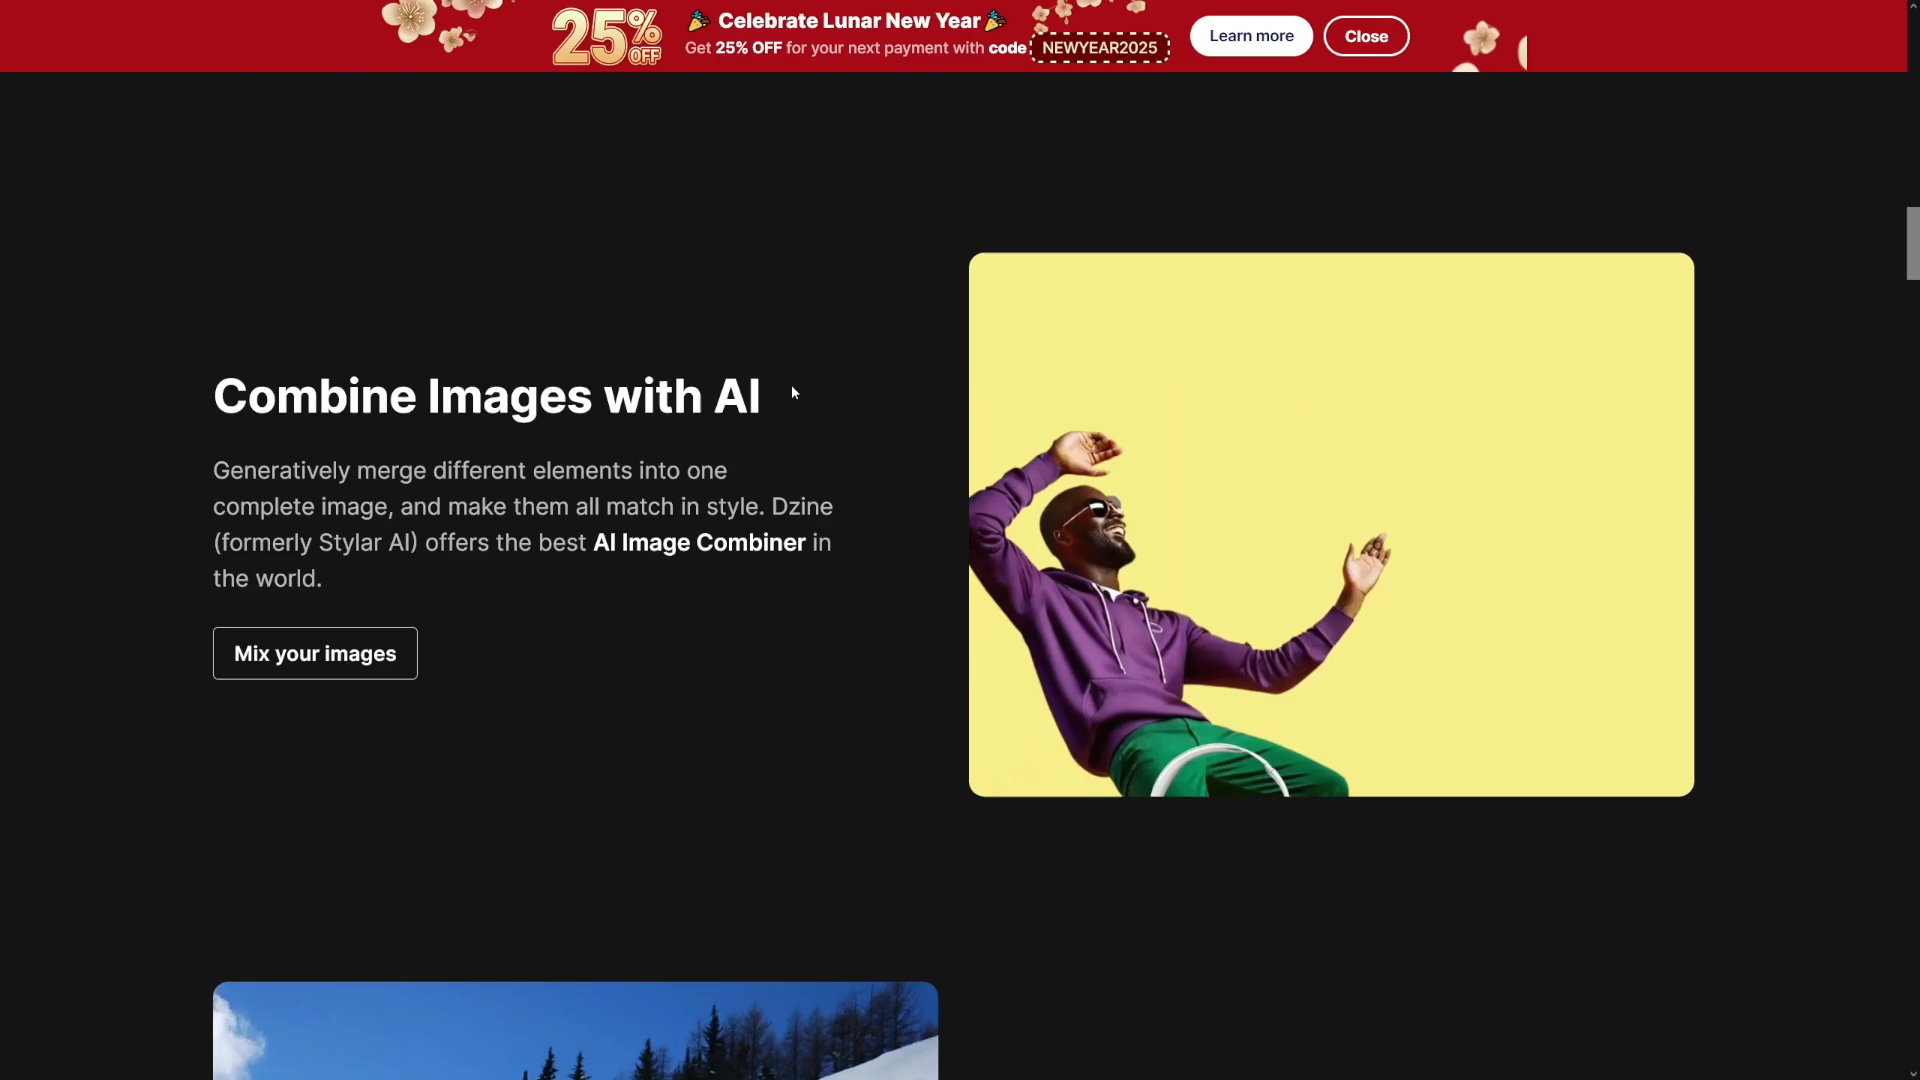 25% OFF
🎉 Celebrate Lunar New Year 🎉
Get 25% OFF for your next payment with code NEWYEAR2025
Learn more
Close
Combine Images with AI
Generatively merge different elements into one
complete image, and make them all match in style. Dzine
(formerly Stylar AI) offers the best AI Image Combiner in
the world.
Mix your images